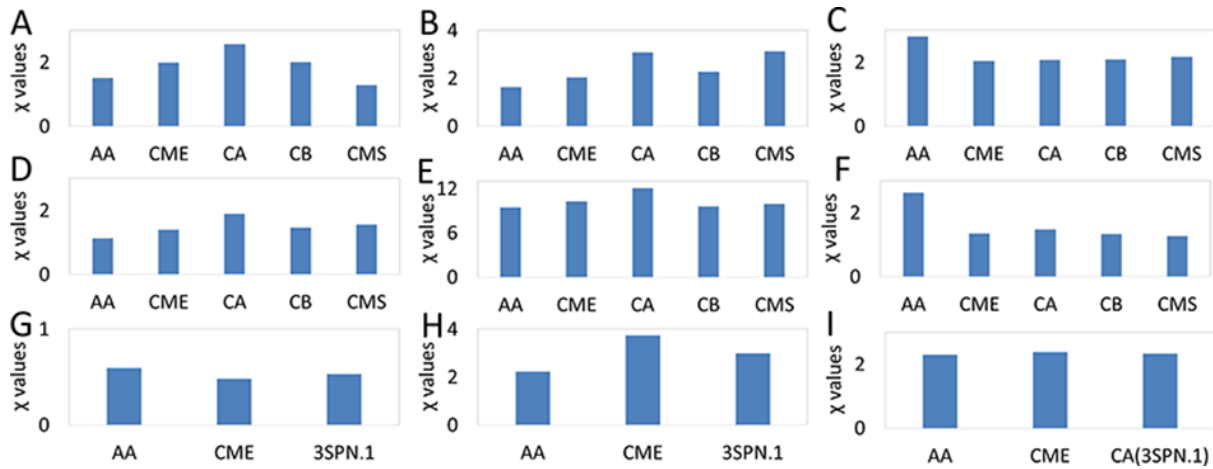 A
χ values
2
0
AA CME CA CB CMS
B
χ values
4
2
0
AA CME CA CB CMS
C
χ values
2
0
AA CME CA CB CMS
D
χ values
2
0
AA CME CA CB CMS
E
χ values
12
6
0
AA CME CA CB CMS
F
χ values
2
0
AA CME CA CB CMS
G
χ values
1
0
AA CME 3SPN.1
H
χ values
4
2
0
AA CME 3SPN.1
I
χ values
2
0
AA CME CA(3SPN.1)